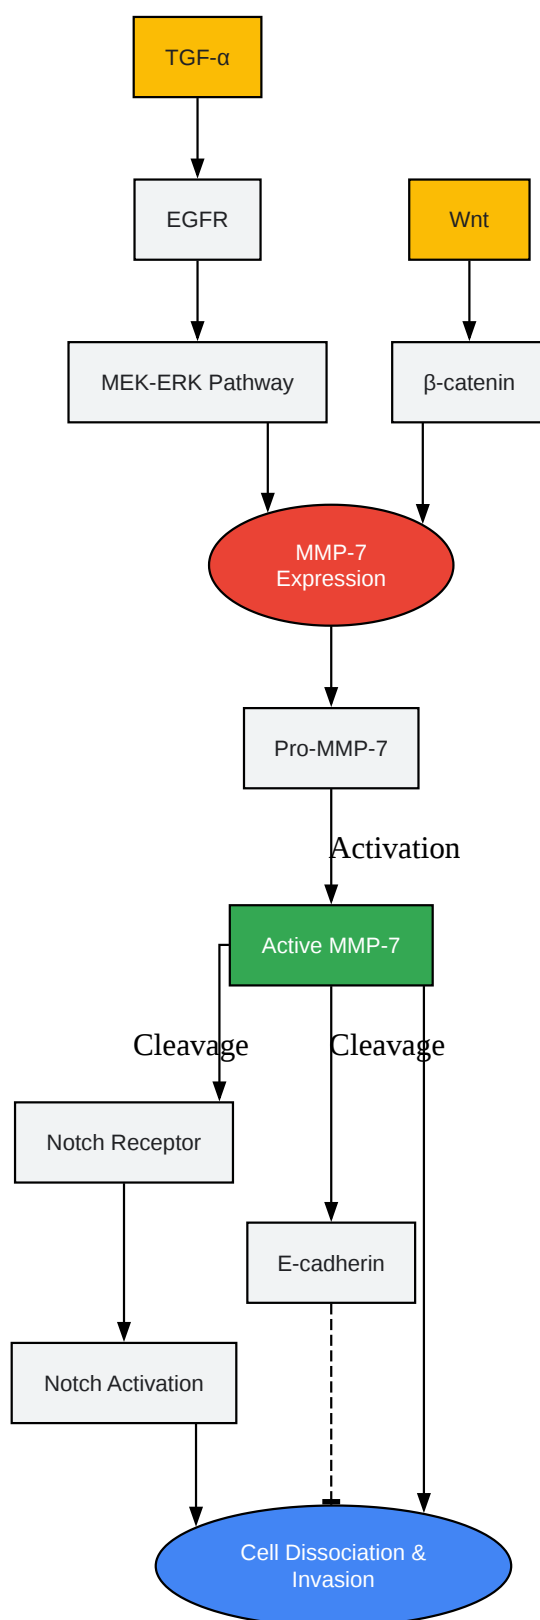 TGF-α
EGFR
Wnt
MEK-ERK Pathway
β-catenin
MMP-7
Expression
Pro-MMP-7
Activation
Active MMP-7
Cleavage
Cleavage
Notch Receptor
E-cadherin
Notch Activation
Cell Dissociation &
Invasion